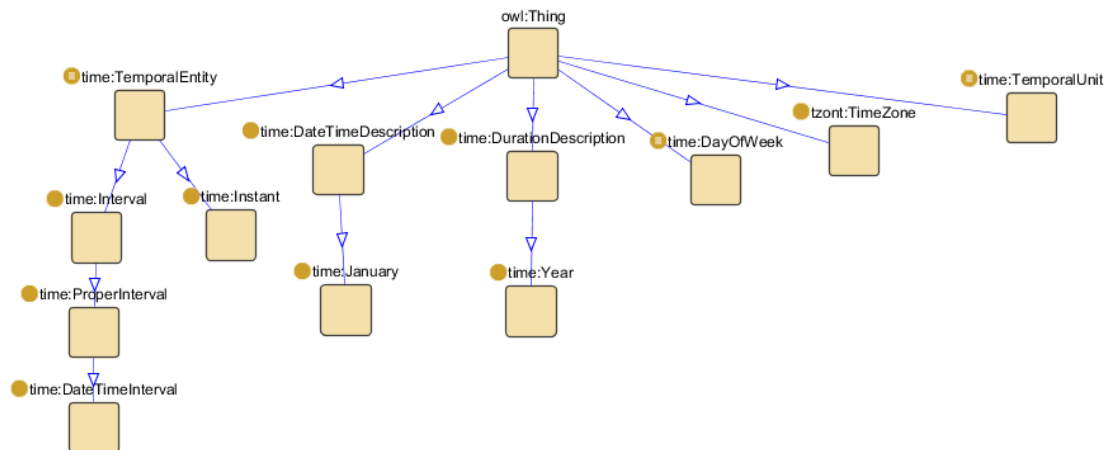 owl:Thing
time:TemporalEntity
time:TemporalUnit
tzont:TimeZone
time:DateTimeDescription
time:DurationDescription
time:DayOfWeek
time:Interval
time:Instant
time:January
time:Year
time:ProperInterval
time:DateTimeInterval